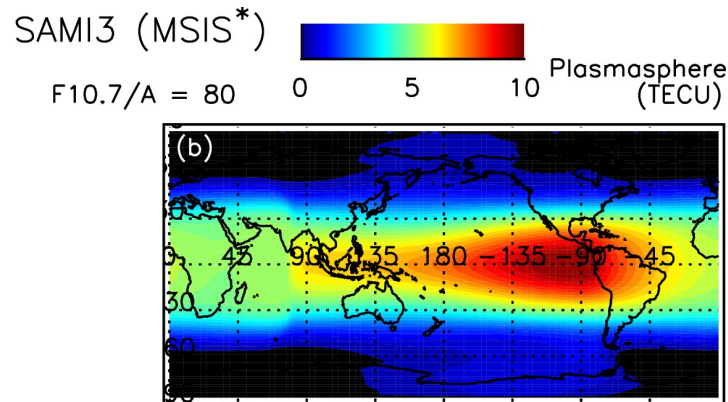 SAMI3 (MSIS*)
F10.7/A = 80
0 5 10
Plasmasphere
(TECU)
(b)
0 45 90 135 180 -135 -90 -45
30
60